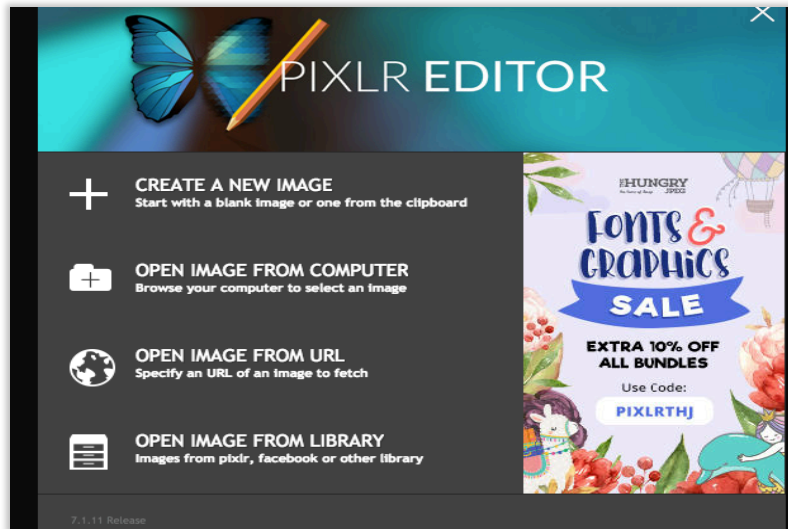 PIXLR EDITOR
CREATE A NEW IMAGE
Start with a blank image or one from the clipboard
OPEN IMAGE FROM COMPUTER
Browse your computer to select an image
OPEN IMAGE FROM URL
Specify an URL of an image to fetch
OPEN IMAGE FROM LIBRARY
Images from pixlr, facebook or other library
7.1.11 Release
HUNGRY
JPEG
FONTS &
GRAPHICS
SALE
EXTRA 10% OFF
ALL BUNDLES
Use Code:
PIXLRTHJ